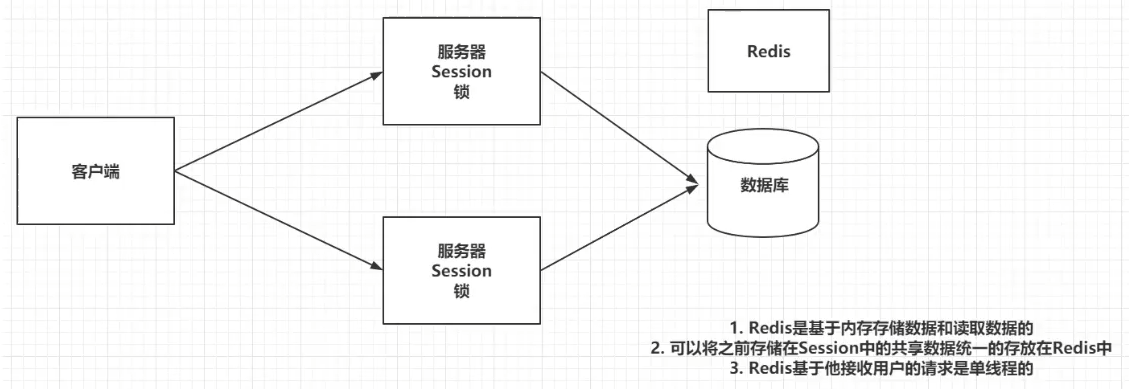 客户端
服务器
Session
锁
服务器
Session
锁
Redis
数据库
1. Redis是基于内存存储数据和读取数据的
2. 可以将之前存储在Session中的共享数据统一的存放在Redis中
3. Redis基于他接收用户的请求是单线程的